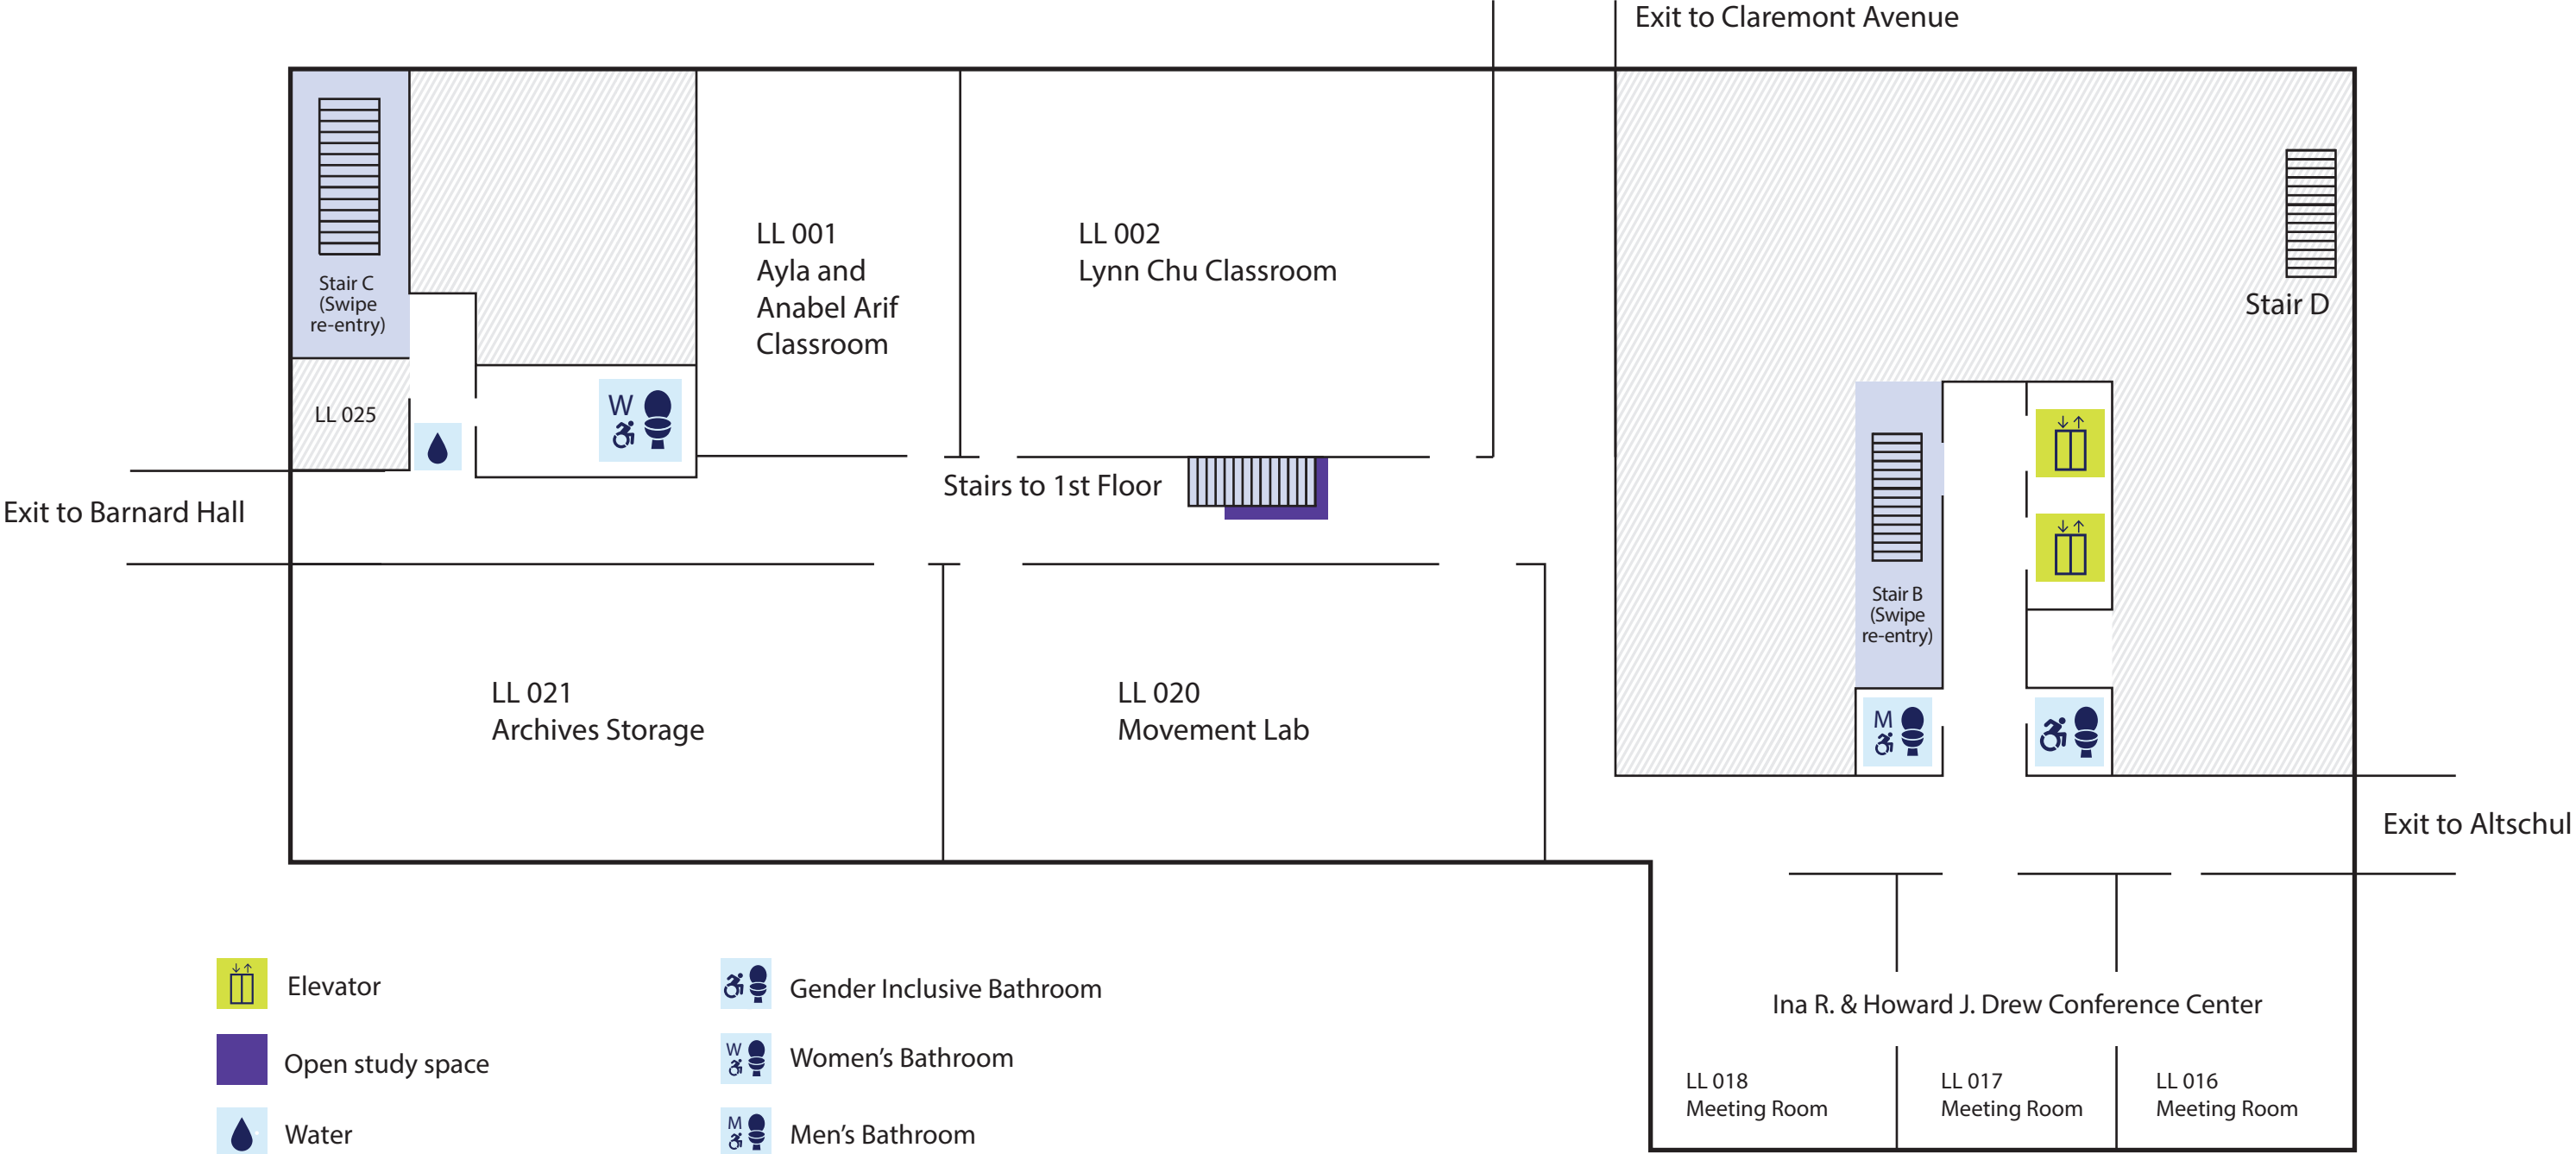 Exit to Claremont Avenue
Stair C
(Swipe
re-entry)
LL 025
W
LL 001
Ayla and
Anabel Arif
Classroom
LL 002
Lynn Chu Classroom
Stair D
Stairs to 1st Floor
Exit to Barnard Hall
Stair B
(Swipe
re-entry)
M
LL 021
Archives Storage
LL 020
Movement Lab
Exit to Altschul
Ina R. & Howard J. Drew Conference Center
LL 018
Meeting Room
LL 017
Meeting Room
LL 016
Meeting Room
Elevator
Open study space
Water
Gender Inclusive Bathroom
W
Women’s Bathroom
M
Men’s Bathroom